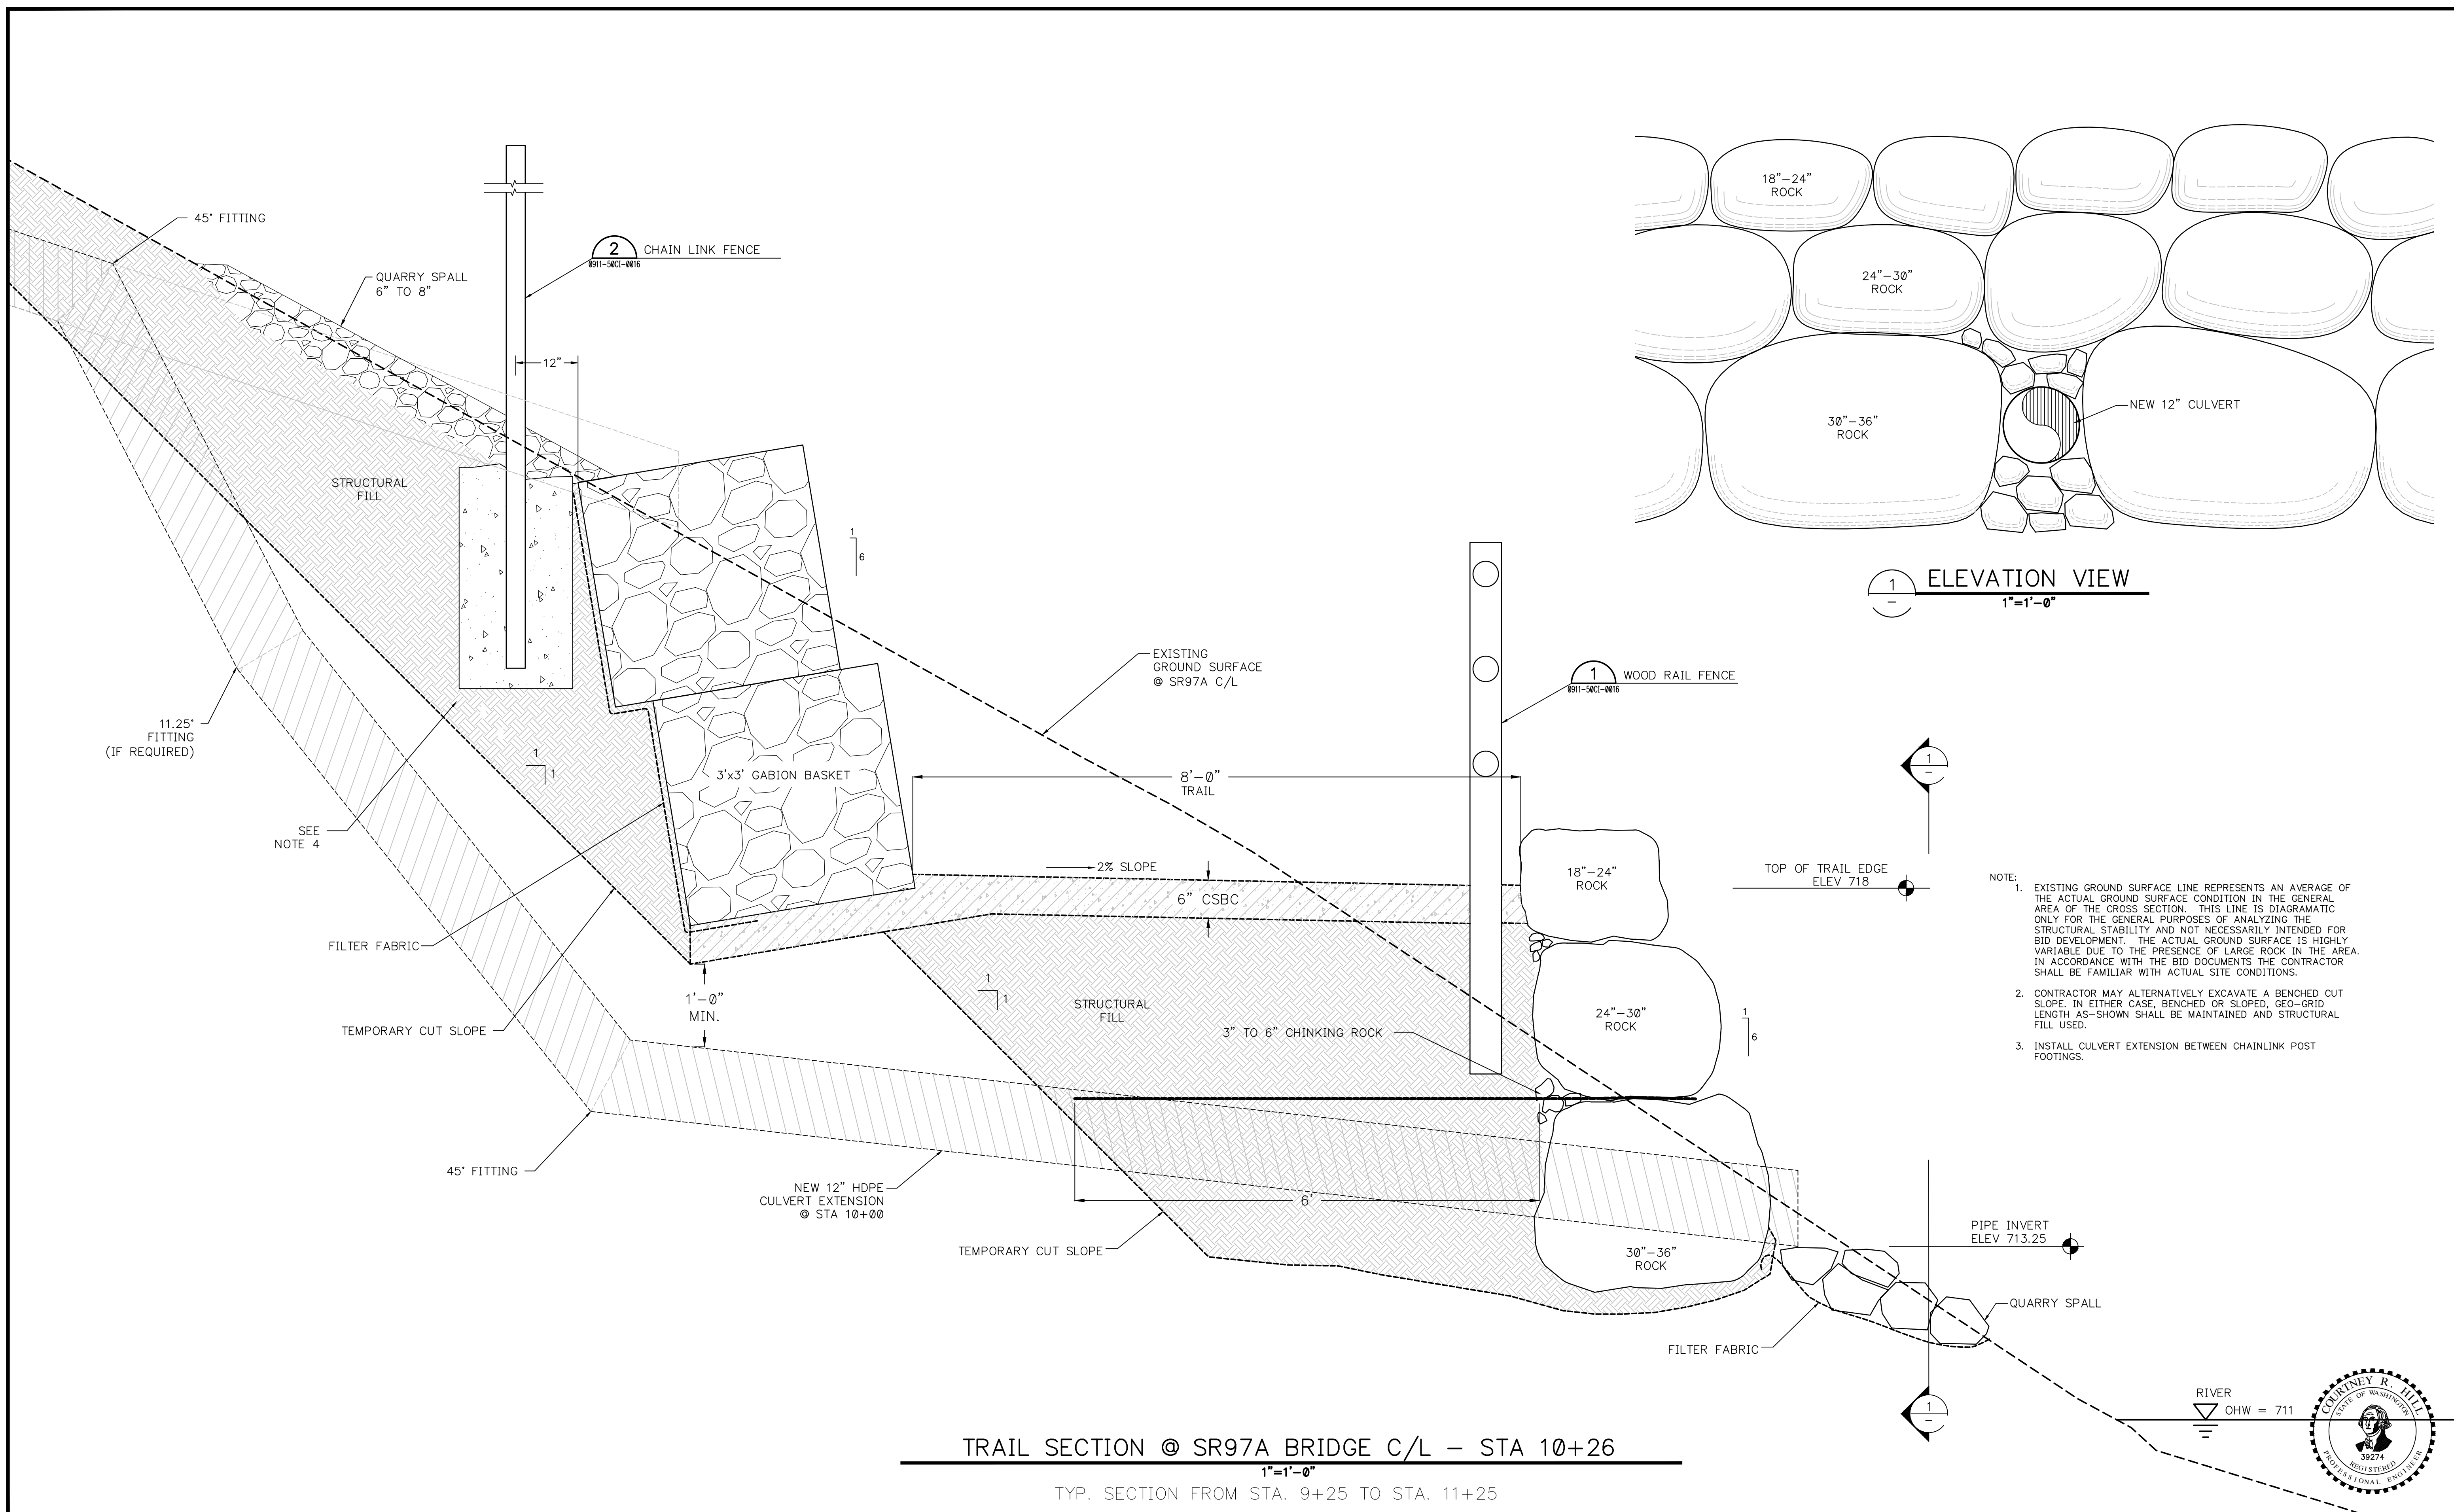 45° FITTING
QUARRY SPALL
6" TO 8"
2
0911-50CI-0016
CHAIN LINK FENCE
12"
STRUCTURAL
FILL
1
6
11.25°
FITTING
(IF REQUIRED)
1
1
3'x3' GABION BASKET
SEE
NOTE 4
FILTER FABRIC
TEMPORARY CUT SLOPE
1'-0"
MIN.
45° FITTING
NEW 12" HDPE
CULVERT EXTENSION
@ STA 10+00
TEMPORARY CUT SLOPE
EXISTING
GROUND SURFACE
@ SR97A C/L
8'-0"
TRAIL
2% SLOPE
6" CSBC
1
1
STRUCTURAL
FILL
3" TO 6" CHINKING ROCK
6'
1
0911-50CI-0016
WOOD RAIL FENCE
18"-24"
ROCK
24"-30"
ROCK
1
6
30"-36"
ROCK
FILTER FABRIC
QUARRY SPALL
TOP OF TRAIL EDGE
ELEV 718
PIPE INVERT
ELEV 713.25
1
-
1
-
RIVER
OHW = 711
18"-24"
ROCK
24"-30"
ROCK
30"-36"
ROCK
NEW 12" CULVERT
1
-
ELEVATION VIEW
1"=1'-0"
NOTE:
1. EXISTING GROUND SURFACE LINE REPRESENTS AN AVERAGE OF
THE ACTUAL GROUND SURFACE CONDITION IN THE GENERAL
AREA OF THE CROSS SECTION. THIS LINE IS DIAGRAMATIC
ONLY FOR THE GENERAL PURPOSES OF ANALYZING THE
STRUCTURAL STABILITY AND NOT NECESSARILY INTENDED FOR
BID DEVELOPMENT. THE ACTUAL GROUND SURFACE IS HIGHLY
VARIABLE DUE TO THE PRESENCE OF LARGE ROCK IN THE AREA.
IN ACCORDANCE WITH THE BID DOCUMENTS THE CONTRACTOR
SHALL BE FAMILIAR WITH ACTUAL SITE CONDITIONS.
2. CONTRACTOR MAY ALTERNATIVELY EXCAVATE A BENCHED CUT
SLOPE. IN EITHER CASE, BENCHED OR SLOPED, GEO-GRID
LENGTH AS-SHOWN SHALL BE MAINTAINED AND STRUCTURAL
FILL USED.
3. INSTALL CULVERT EXTENSION BETWEEN CHAINLINK POST
FOOTINGS.
TRAIL SECTION @ SR97A BRIDGE C/L - STA 10+26
1"=1'-0"
TYP. SECTION FROM STA. 9+25 TO STA. 11+25
COURTNEY R. HILL
STATE OF WASHINGTON
39274
REGISTERED
PROFESSIONAL ENGINEER